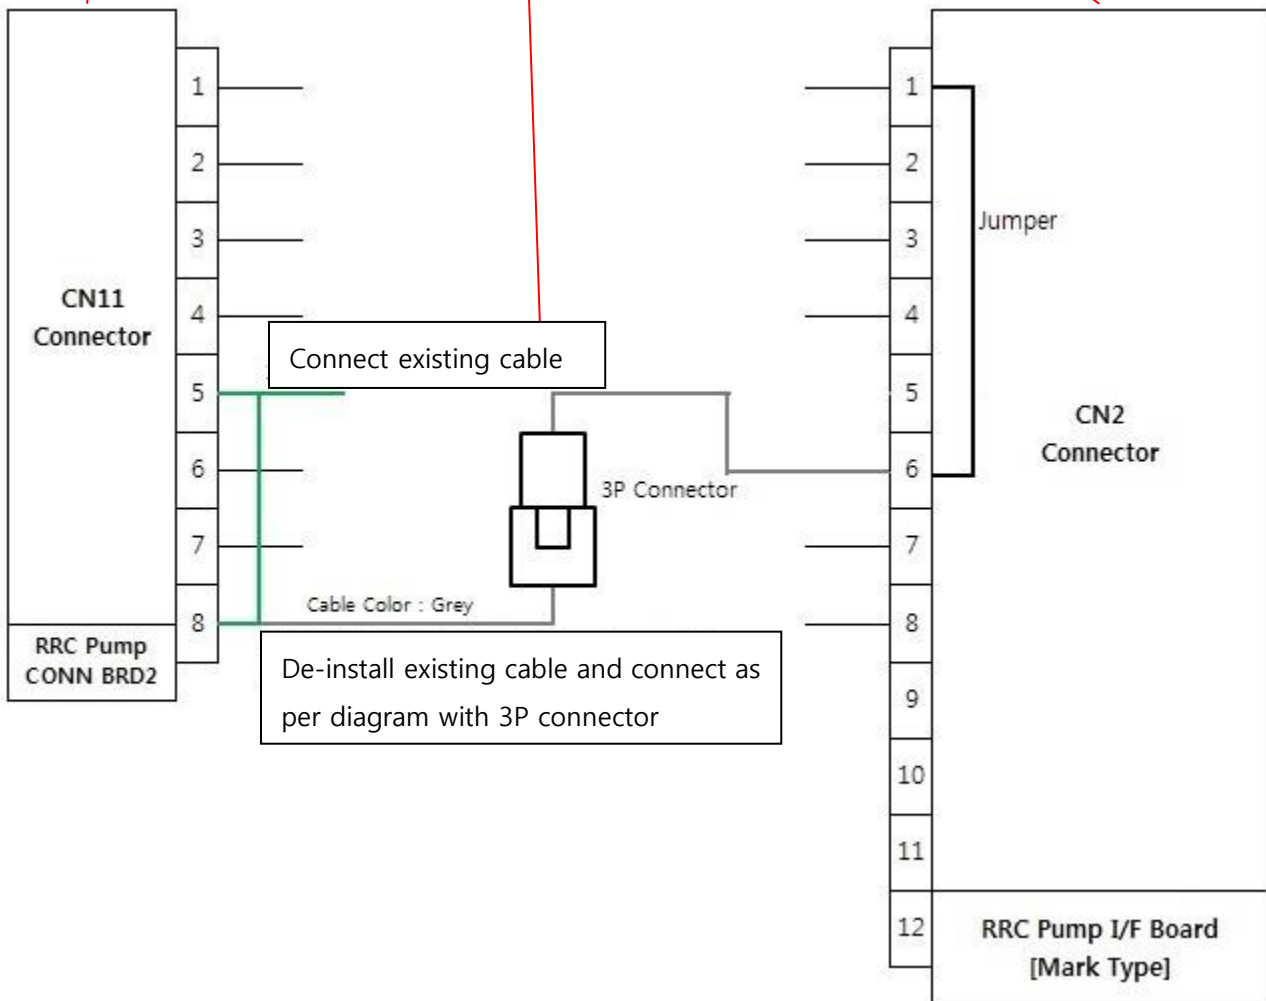 1
2
3
4
5
6
7
8
CN11
Connector
RRC Pump
CONN BRD2
Connect existing cable
3P Connector
Cable Color : Grey
De-install existing cable and connect as
per diagram with 3P connector
1
2
3
4
5
6
7
8
9
10
11
12
Jumper
CN2
Connector
RRC Pump I/F Board
[Mark Type]